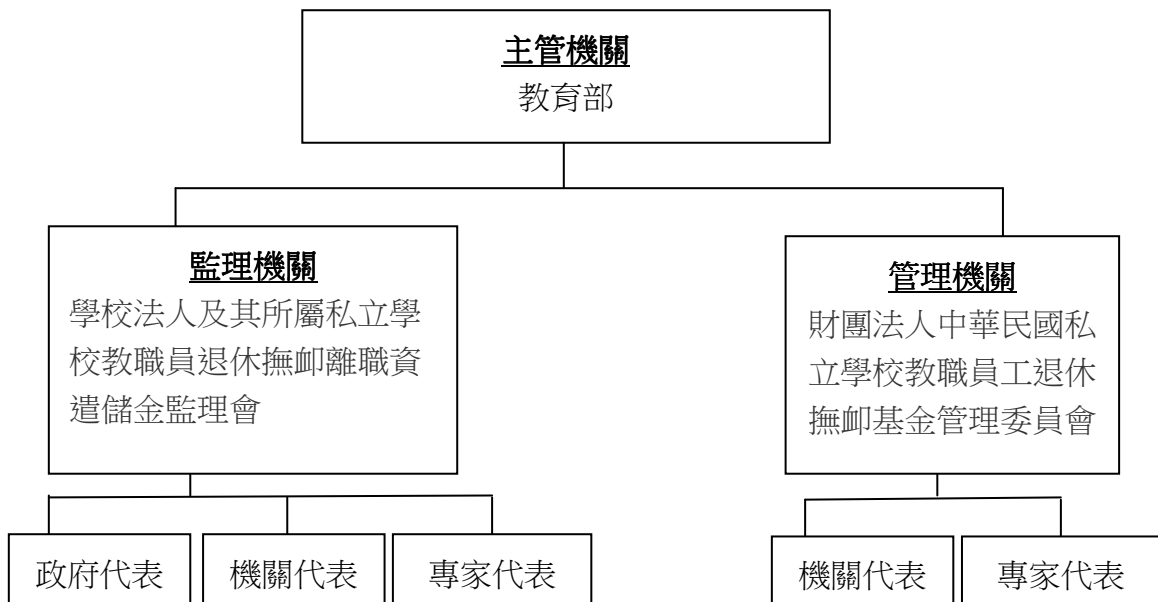 主管機關
教育部
監理機關
學校法人及其所屬私立學
校教職員退休撫卹離職資
遣儲金監理會
管理機關
財團法人中華民國私
立學校教職員工退休
撫卹基金管理委員會
政府代表
機關代表
專家代表
機關代表
專家代表